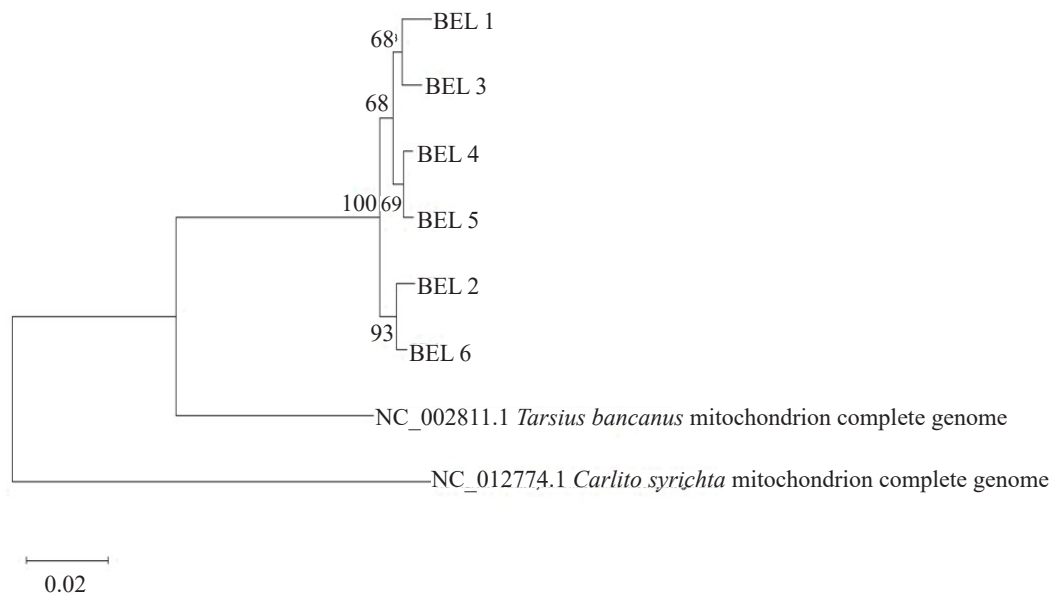 BEL 1
68
BEL 3
68
BEL 4
100
69
BEL 5
BEL 2
93
BEL 6
NC_002811.1 Tarsius bancanus mitochondrion complete genome
NC_012774.1 Carlito syrichta mitochondrion complete genome
0.02